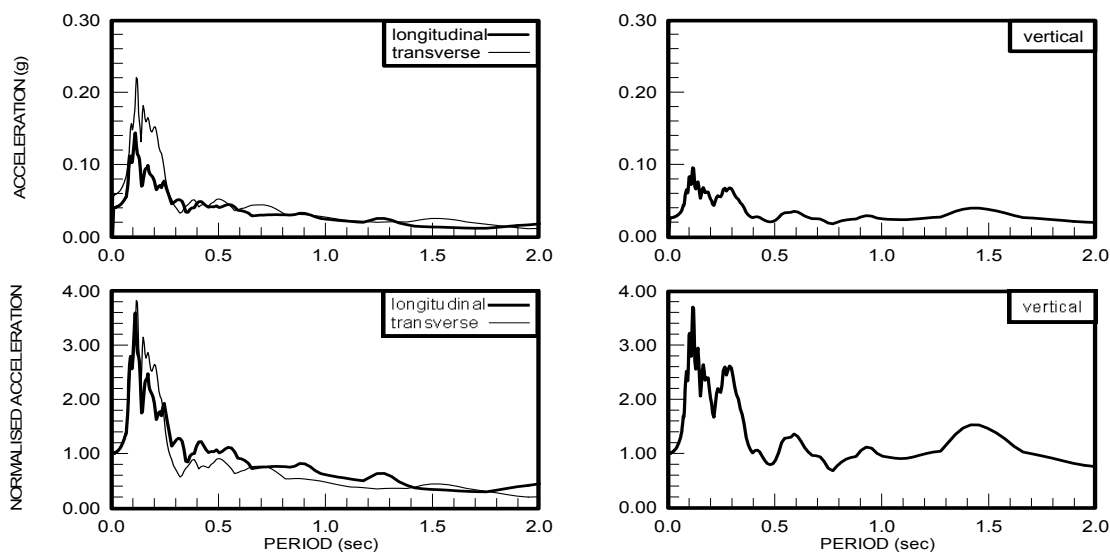 ACCELERATION (g)
0.30
0.20
0.10
0.00
longitudinal
transverse
0.0 0.5 1.0 1.5 2.0
0.30
0.20
0.10
0.00
vertical
0.0 0.5 1.0 1.5 2.0
NORMALISED ACCELERATION
4.00
3.00
2.00
1.00
0.00
longitudinal
transverse
0.0 0.5 1.0 1.5 2.0
PERIOD (sec)
4.00
3.00
2.00
1.00
0.00
vertical
0.0 0.5 1.0 1.5 2.0
PERIOD (sec)